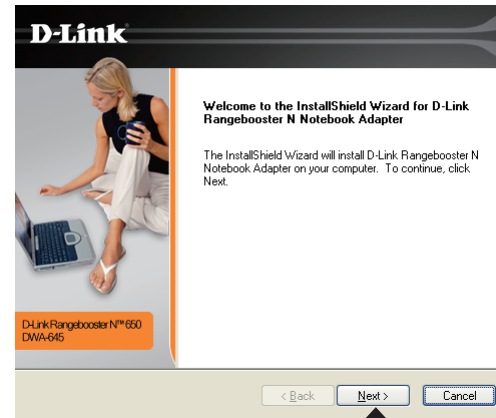 D-Link
Welcome to the InstallShield Wizard for D-Link
Rangebooster N Notebook Adapter
The InstallShield Wizard will install D-Link Rangebooster N
Notebook Adapter on your computer. To continue, click
Next.
D-Link Rangebooster N™ 650
DWA-645
< Back
Next >
Cancel